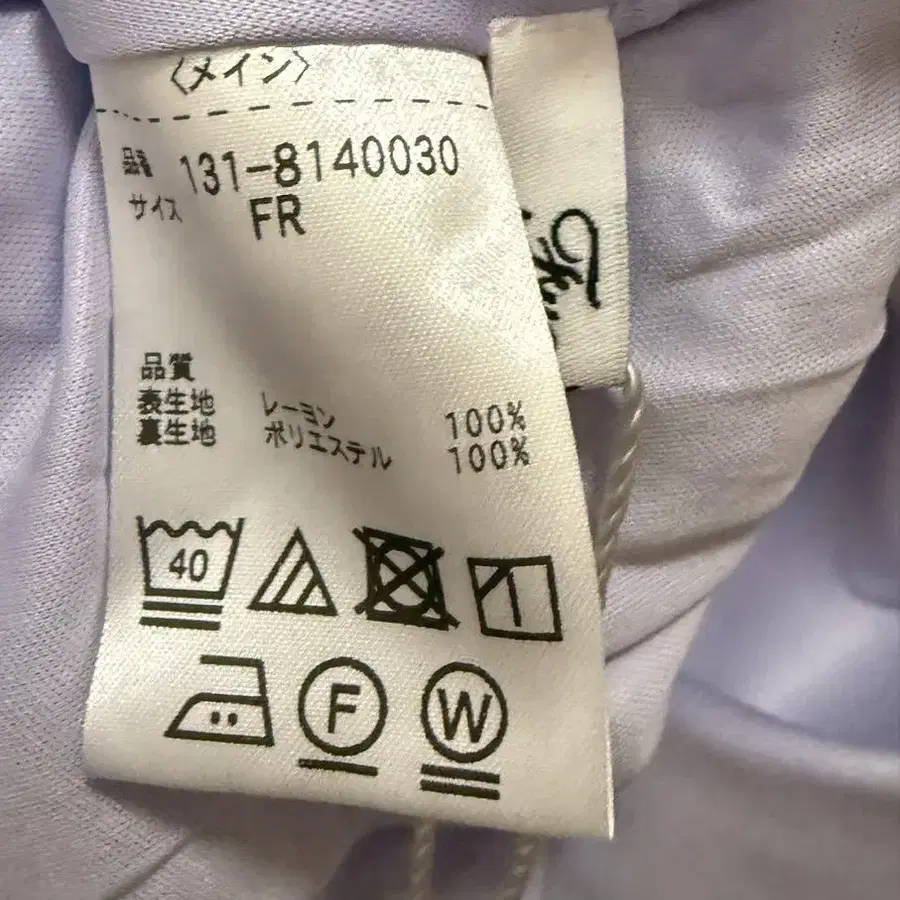 〈メイン〉
品番 131-8140030
サイズ FR
品質
表生地 レーヨン 100%
裏生地 ポリエステル 100%
40
F
W